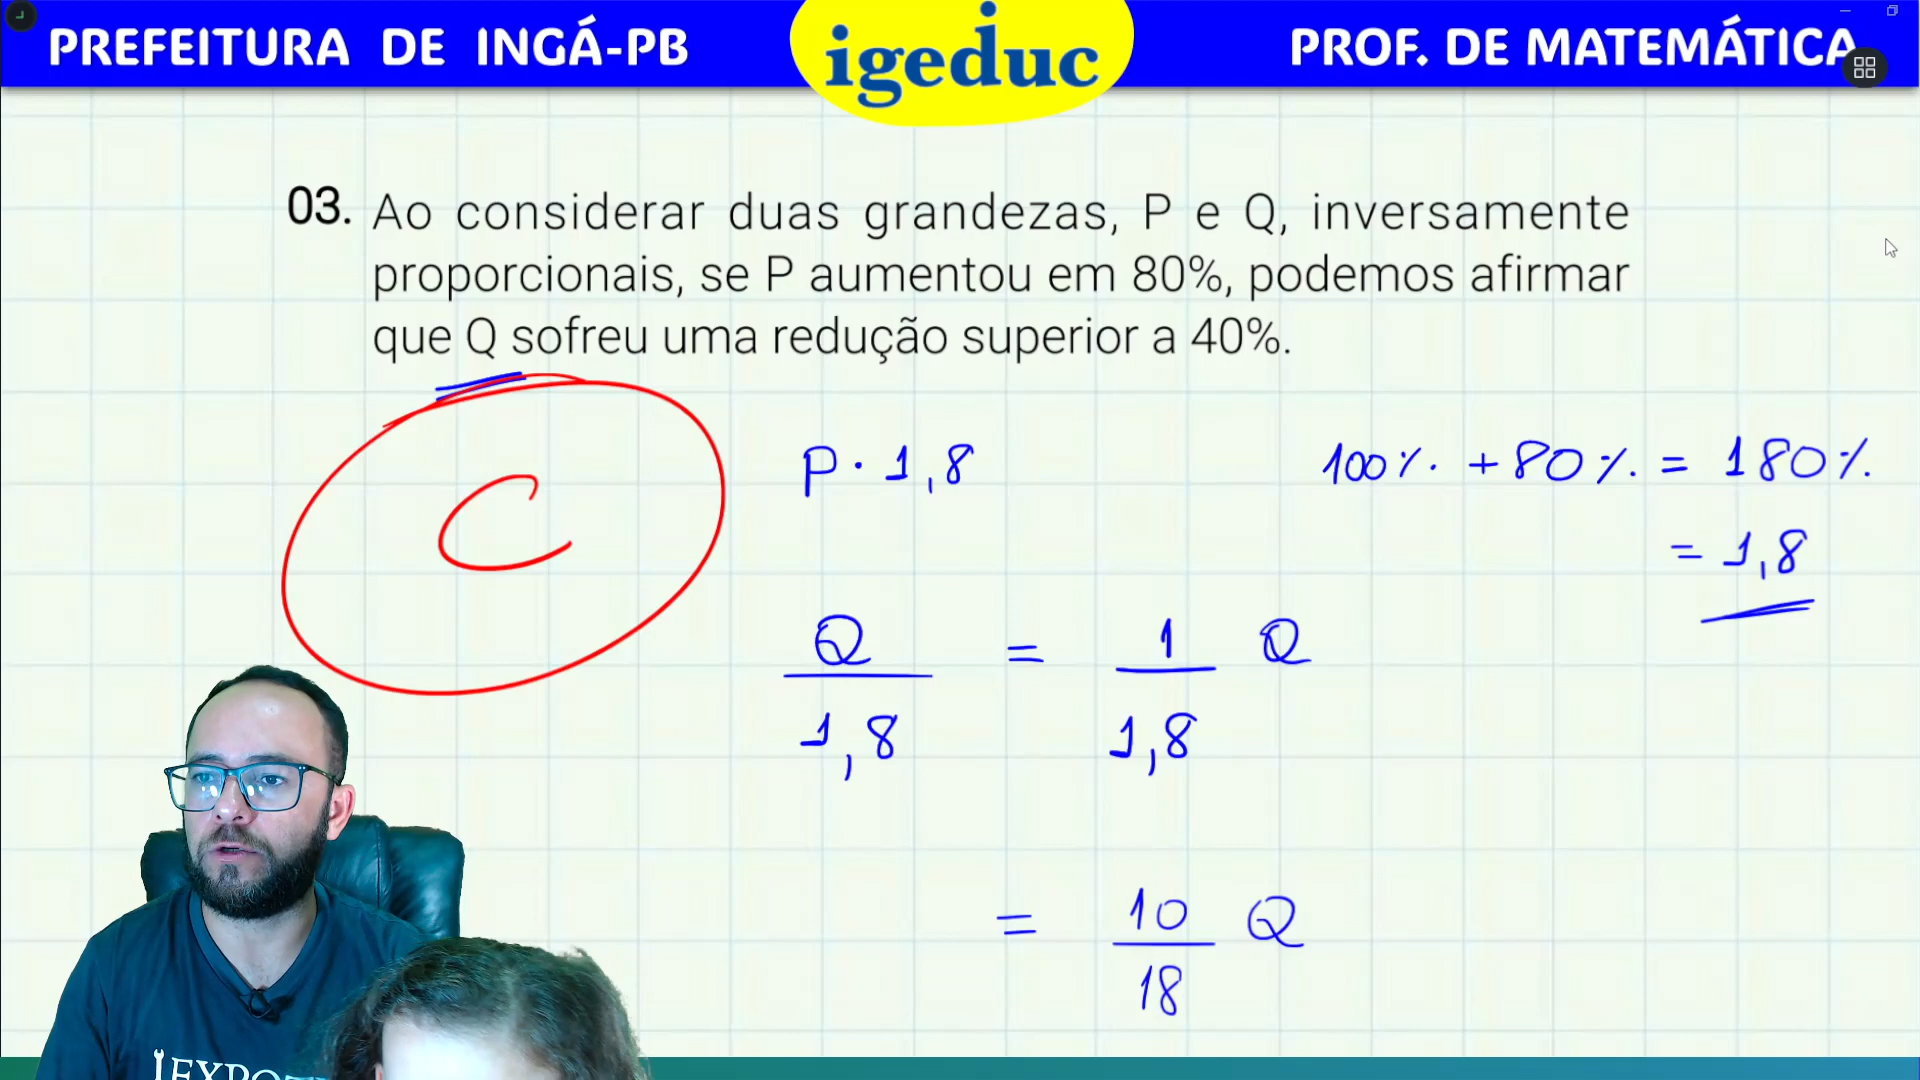 PREFEITURA DE INGÁ-PB
igeduc
PROF. DE MATEMÁTICA
03. Ao considerar duas grandezas, P e Q, inversamente
proporcionais, se P aumentou em 80%, podemos afirmar
que Q sofreu uma redução superior a 40%.
C
P · 1,8
100% + 80% = 180%
= 1,8
Q/1,8 = 1/1,8 Q
= 10/18 Q